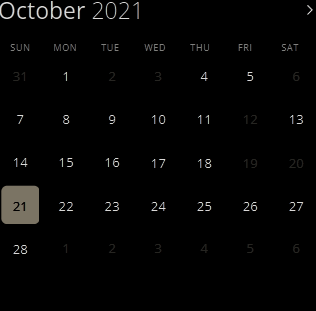 October 2021 >
SUN MON TUE WED THU FRI SAT
31 1 2 3 4 5 6
7 8 9 10 11 12 13
14 15 16 17 18 19 20
21 22 23 24 25 26 27
28 1 2 3 4 5 6